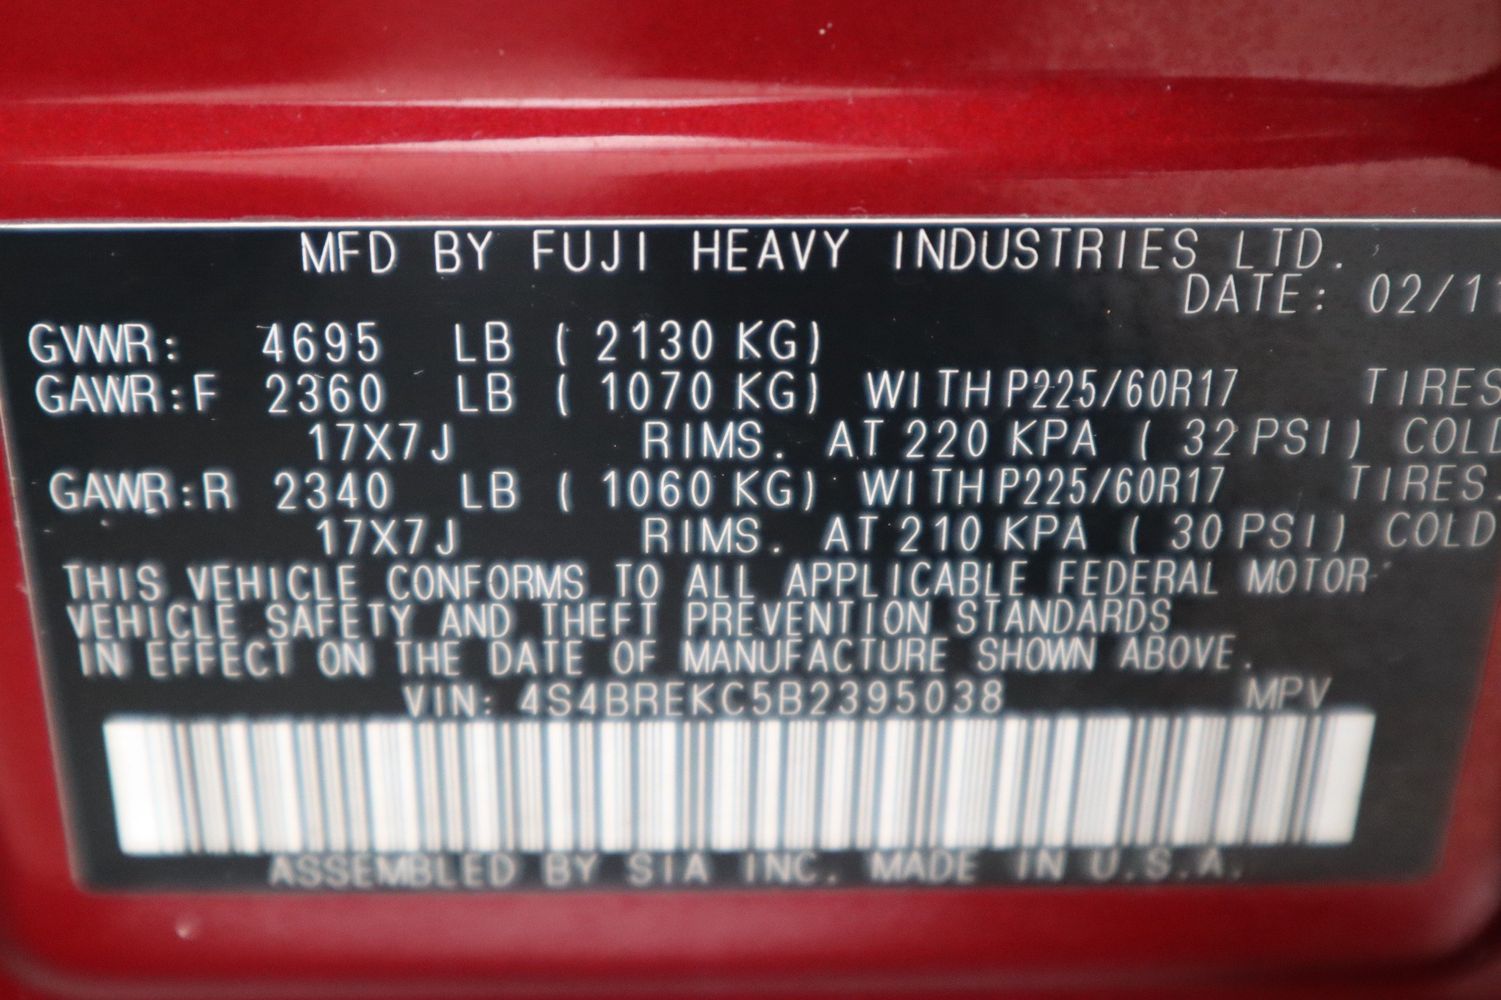 MFD BY FUJI HEAVY INDUSTRIES LTD.
DATE: 02/11
GVWR: 4695 LB ( 2130 KG)
GAWR:F 2360 LB ( 1070 KG) WITH P225/60R17 TIRES
17X7J RIMS. AT 220 KPA ( 32 PSI) COLD
GAWR:R 2340 LB ( 1060 KG) WITH P225/60R17 TIRES.
17X7J RIMS. AT 210 KPA ( 30 PSI) COLD
THIS VEHICLE CONFORMS TO ALL APPLICABLE FEDERAL MOTOR
VEHICLE SAFETY AND THEFT PREVENTION STANDARDS
IN EFFECT ON THE DATE OF MANUFACTURE SHOWN ABOVE.
VIN: 4S4BREKC5B2395038 MPV
ASSEMBLED BY SIA INC. MADE IN U.S.A.